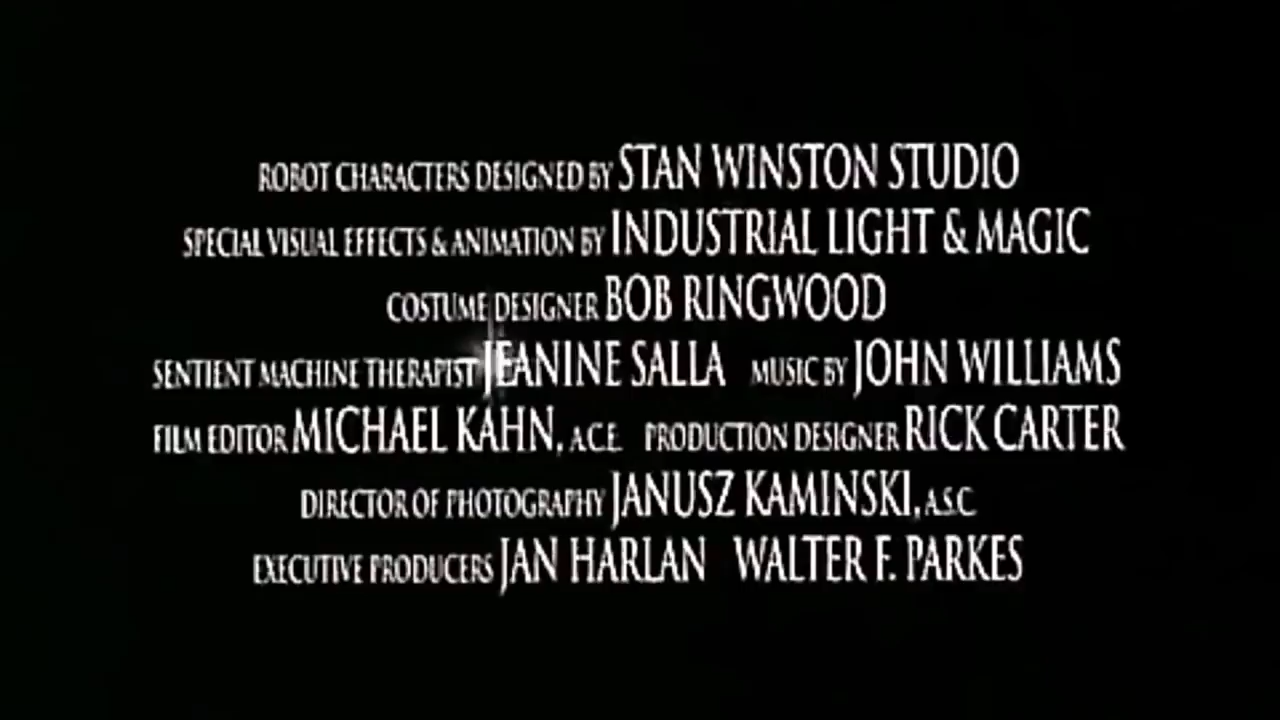 ROBOT CHARACTERS DESIGNED BY STAN WINSTON STUDIO
SPECIAL VISUAL EFFECTS & ANIMATION BY INDUSTRIAL LIGHT & MAGIC
COSTUME DESIGNER BOB RINGWOOD
SENTIENT MACHINE THERAPIST JEANINE SALLA MUSIC BY JOHN WILLIAMS
FILM EDITOR MICHAEL KAHN, A.C.E. PRODUCTION DESIGNER RICK CARTER
DIRECTOR OF PHOTOGRAPHY JANUSZ KAMINSKI, A.S.C.
EXECUTIVE PRODUCERS JAN HARLAN WALTER F. PARKES